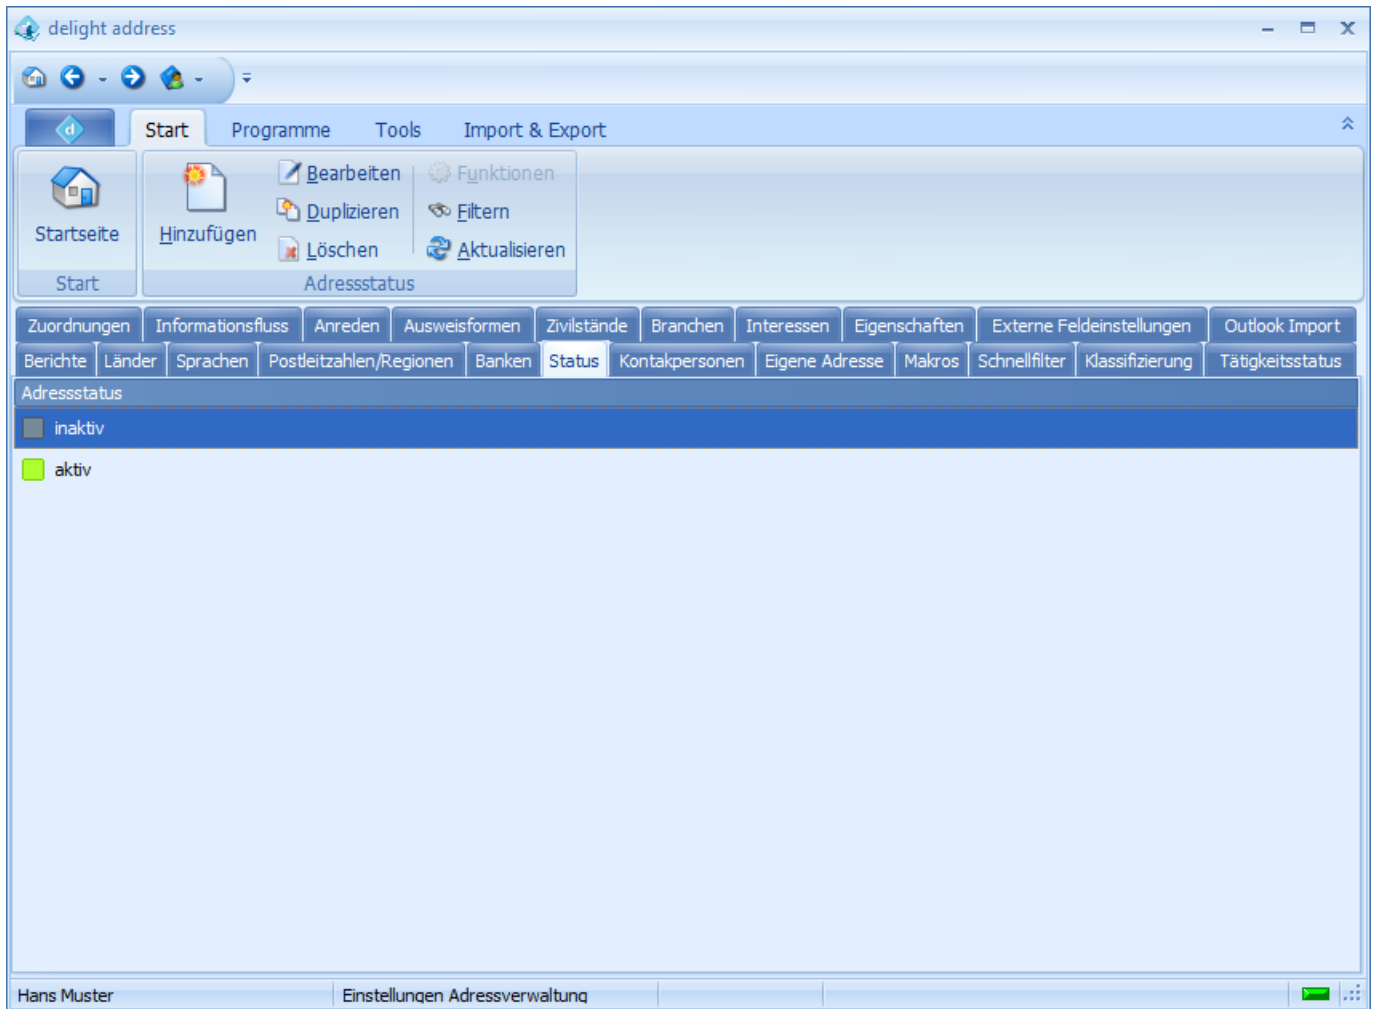 delight address
Start Programme Tools Import & Export
Startseite
Hinzufügen
Bearbeiten
Duplizieren
Löschen
Funktionen
Filtern
Aktualisieren
Start
Adressstatus
Zuordnungen Informationsfluss Anreden Ausweisformen Zivilstände Branchen Interessen Eigenschaften Externe Feldeinstellungen Outlook Import
Berichte Länder Sprachen Postleitzahlen/Regionen Banken Status Kontakpersonen Eigene Adresse Makros Schnellfilter Klassifizierung Tätigkeitsstatus
Adressstatus
inaktiv
aktiv
Hans Muster Einstellungen Adressverwaltung